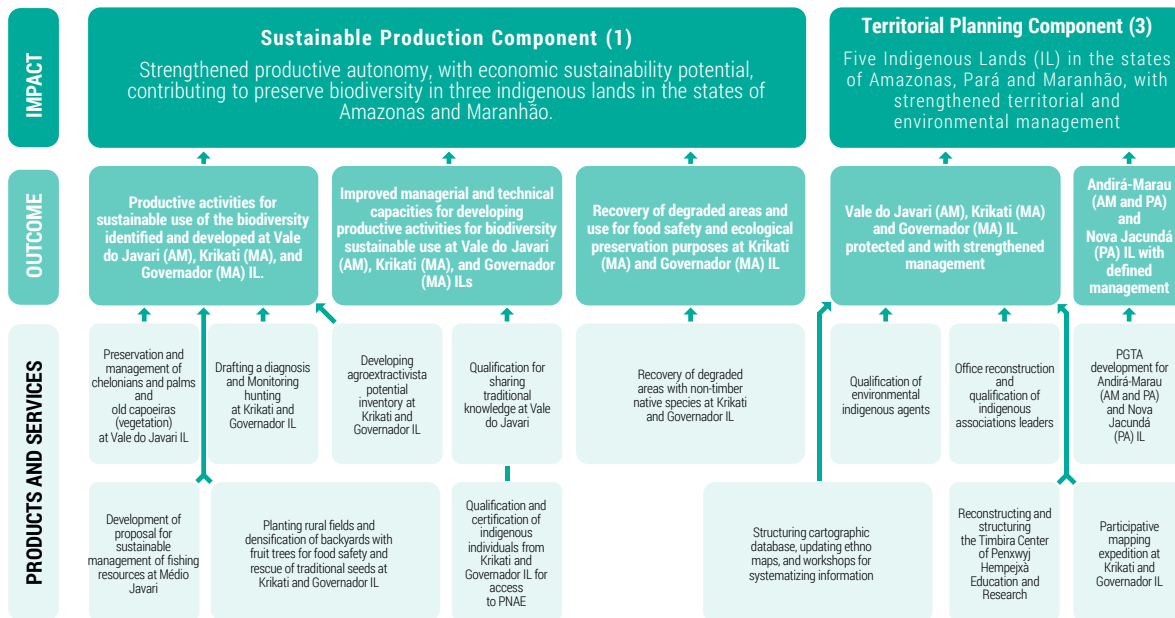 IMPACT
Sustainable Production Component (1)
Strengthened productive autonomy, with economic sustainability potential,
contributing to preserve biodiversity in three indigenous lands in the states of
Amazonas and Maranhão.
Territorial Planning Component (3)
Five Indigenous Lands (IL) in the states
of Amazonas, Pará and Maranhão, with
strengthened territorial and
environmental management
OUTCOME
Productive activities for
sustainable use of the biodiversity
identified and developed at Vale
do Javari (AM), Krikati (MA), and
Governador (MA) IL.
Improved managerial and technical
capacities for developing
productive activities for biodiversity
sustainable use at Vale do Javari
(AM), Krikati (MA), and Governador
(MA) ILs
Recovery of degraded areas and
use for food safety and ecological
preservation purposes at Krikati
(MA) and Governador (MA) IL
Vale do Javari (AM), Krikati (MA)
and Governador (MA) IL
protected and with strengthened
management
Andirá-Marau
(AM and PA)
and
Nova Jacundá
(PA) IL with
defined
management
PRODUCTS AND SERVICES
Preservation and
management of
chelonians and palms
and
old capoeiras
(vegetation)
at Vale do Javari IL
Drafting a diagnosis
and Monitoring
hunting
at Krikati and
Governador IL
Developing
agroextractivista
potential
inventory at
Krikati and
Governador IL
Qualification for
sharing
traditional
knowledge at Vale
do Javari
Recovery of degraded
areas with non-timber
native species at Krikati
and Governador IL
Qualification of
environmental
indigenous agents
Office reconstruction
and
qualification of
indigenous
associations leaders
PGTA
development for
Andirá-Marau
(AM and PA)
and Nova
Jacundá
(PA) IL
Development of
proposal for
sustainable
management of fishing
resources at Médio
Javari
Planting rural fields and
densification of backyards with
fruit trees for food safety and
rescue of traditional seeds at
Krikati and Governador IL
Qualification and
certification of
indigenous
individuals from
Krikati and
Governador IL for
access
to PNAE
Structuring cartographic
database, updating ethno
maps, and workshops for
systematizing information
Reconstructing and
structuring
the Timbira Center
of Penxwyj
Hempejxà
Education and
Research
Participative
mapping
expedition at
Krikati and
Governador IL